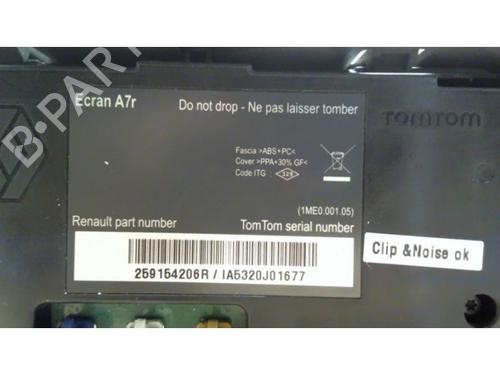 Ecran A7r
Do not drop - Ne pas laisser tomber
TOMTOM
Fascia >ABS+PC<
Cover >PPA+30% GF<
Code ITG :
325
(1ME0.001.05)
Renault part number
TomTom serial number
259154206R / IA5320J01677
Clip &Noise ok
B-PARTS